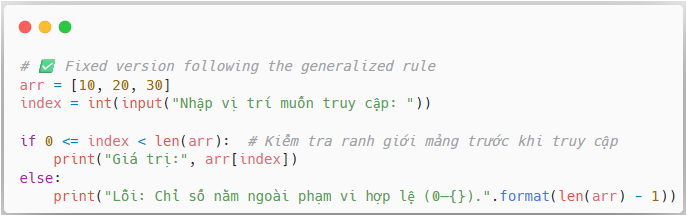 # ✅ Fixed version following the generalized rule
arr = [10, 20, 30]
index = int(input("Nhập vị trí muốn truy cập: "))
if 0 <= index < len(arr):  # Kiểm tra ranh giới mảng trước khi truy cập
    print("Giá trị:", arr[index])
else:
    print("Lỗi: Chỉ số nằm ngoài phạm vi hợp lệ (0–{}).".format(len(arr) - 1))